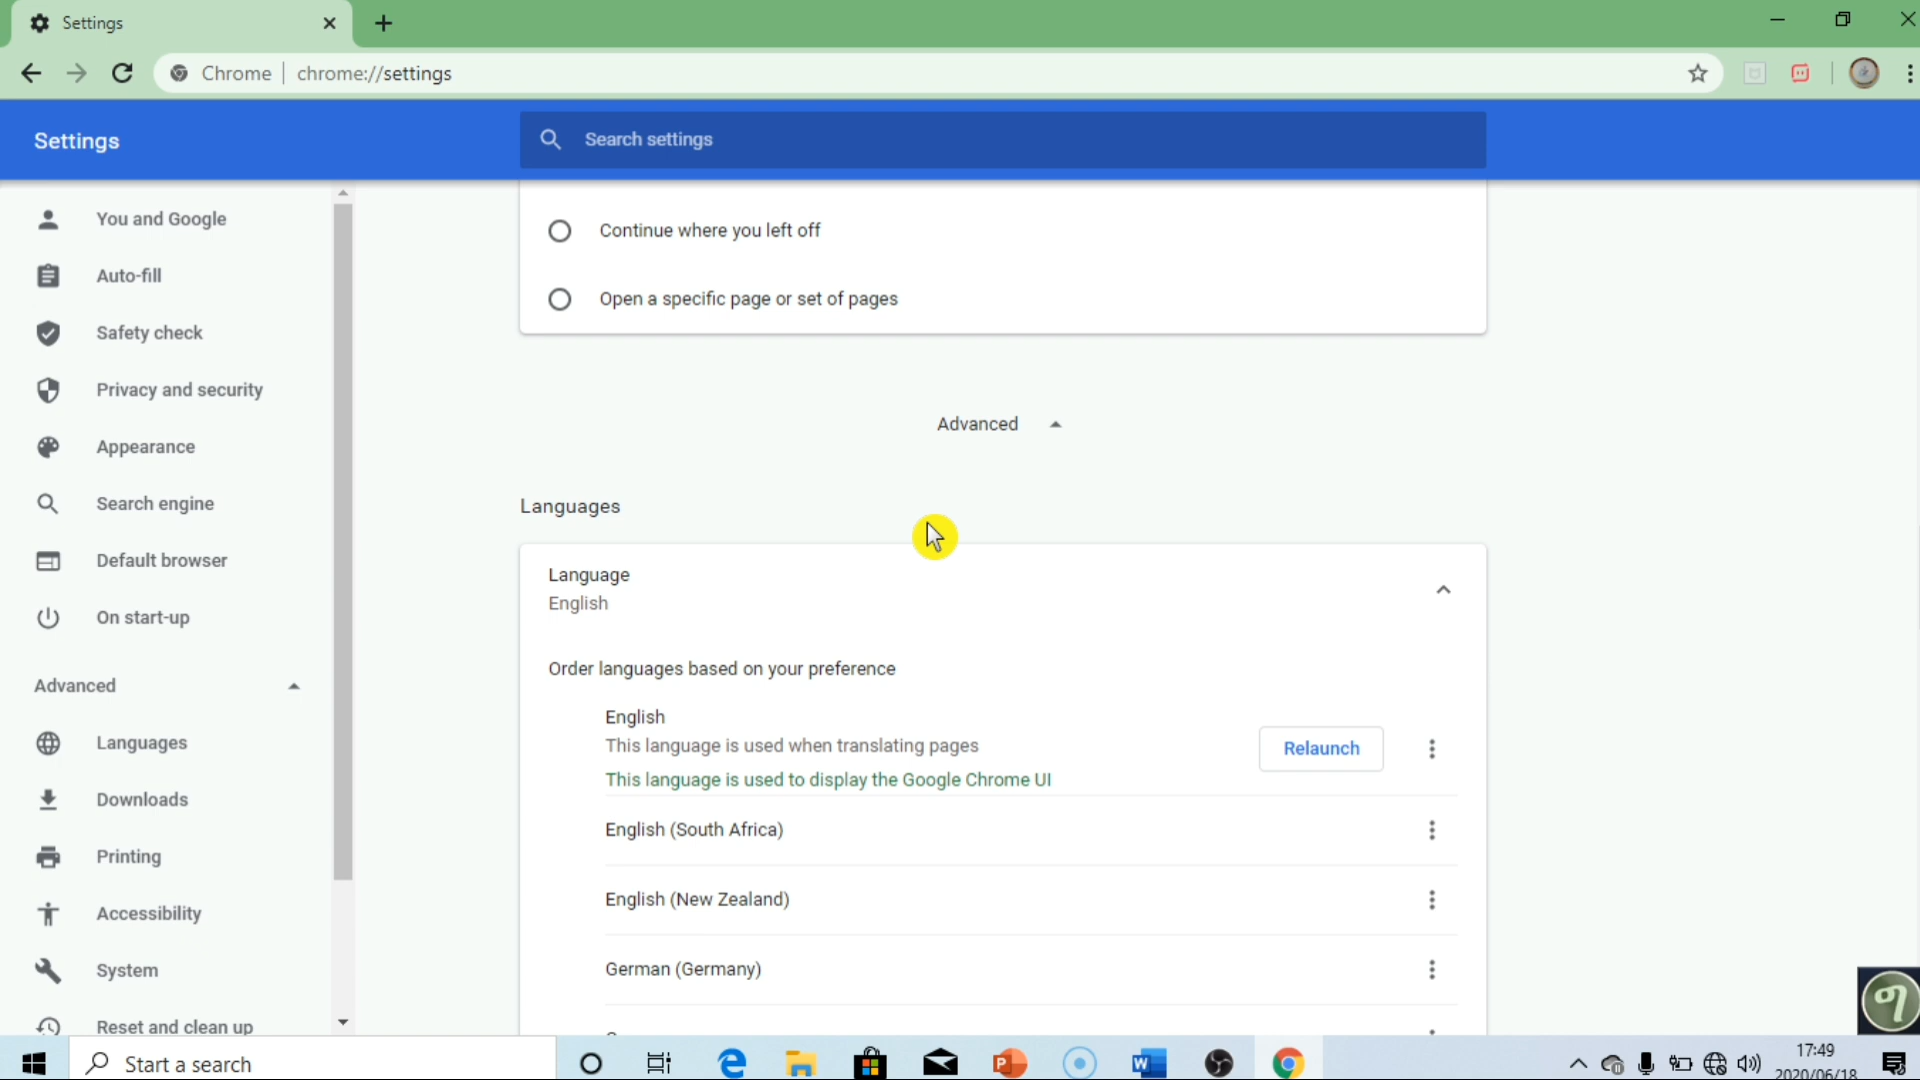 Settings
Chrome
chrome://settings
Settings
Search settings
You and Google
Auto-fill
Safety check
Privacy and security
Appearance
Search engine
Default browser
On start-up
Advanced
Languages
Downloads
Printing
Accessibility
System
Reset and clean up
Continue where you left off
Open a specific page or set of pages
Advanced
Languages
Language
English
Order languages based on your preference
English
This language is used when translating pages
This language is used to display the Google Chrome UI
Relaunch
English (South Africa)
English (New Zealand)
German (Germany)
Start a search
17:49
2020/06/18